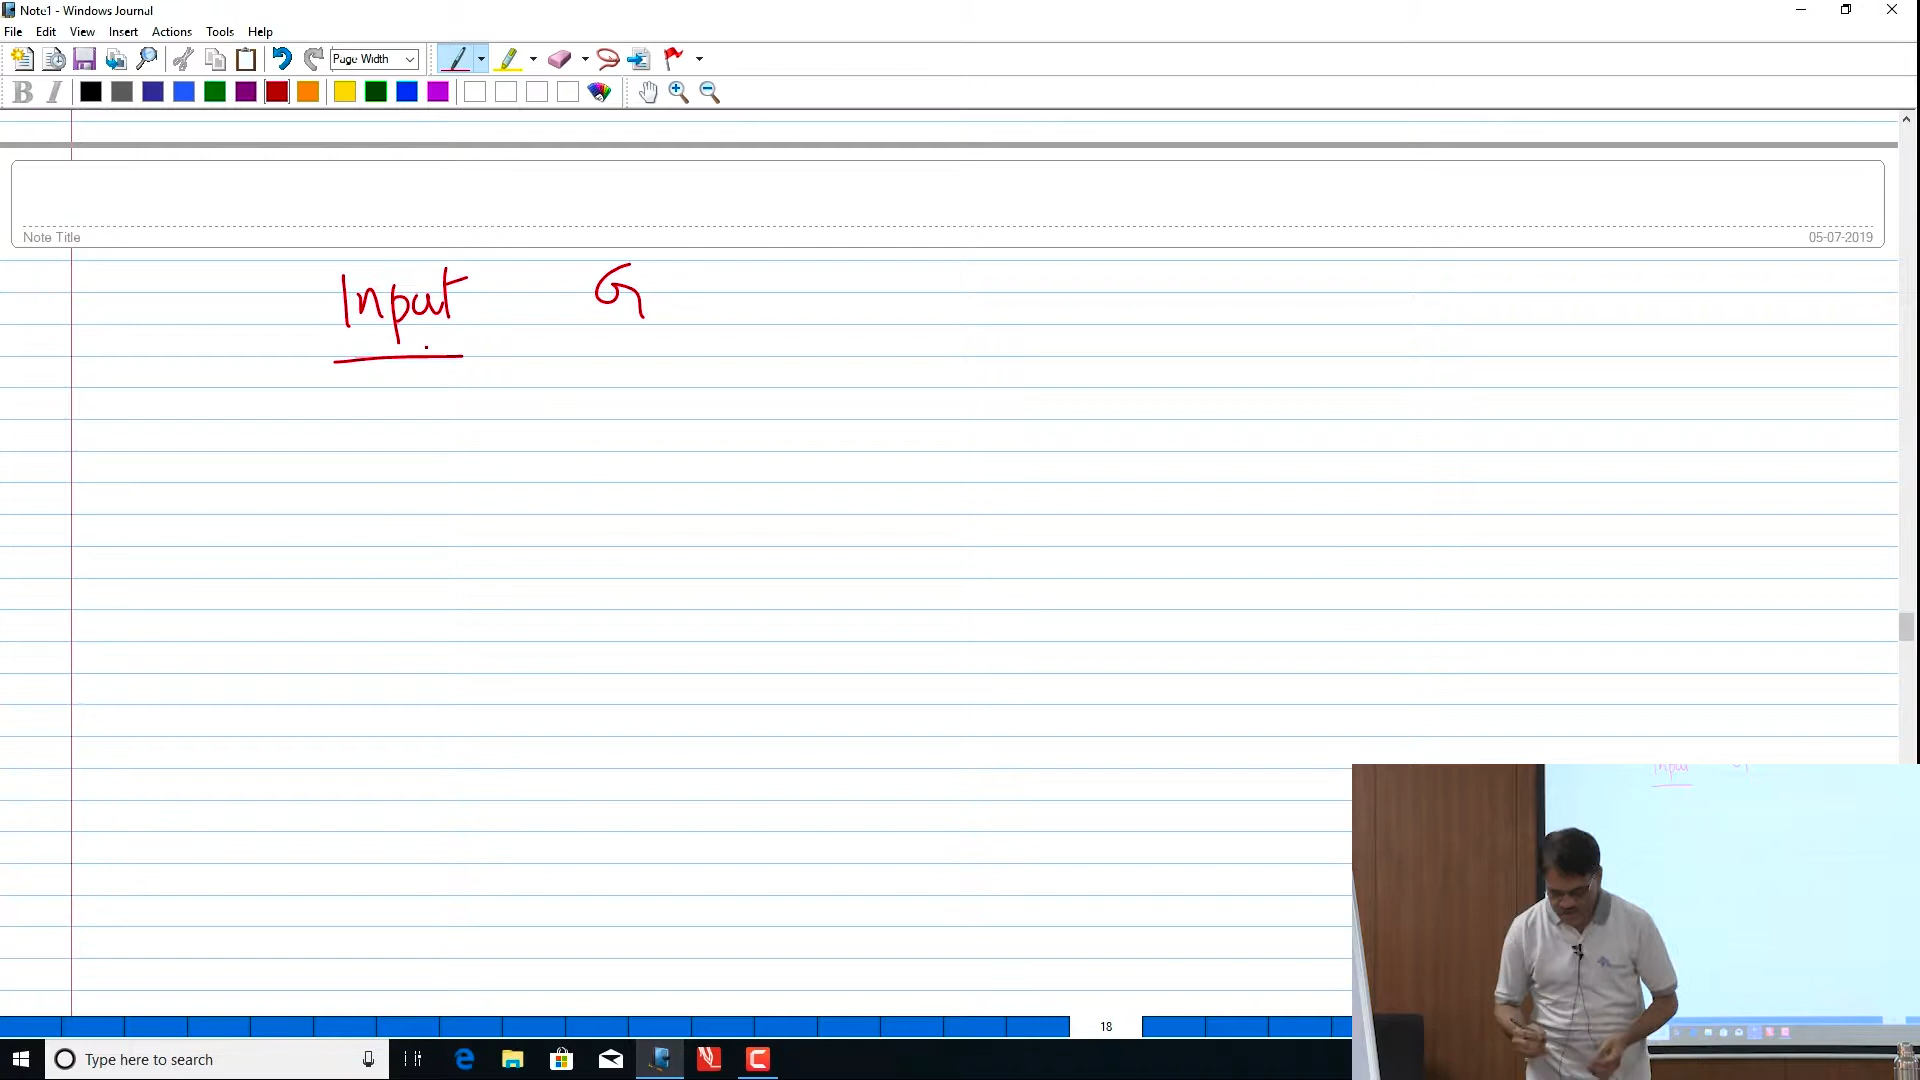 Note1 - Windows Journal
File Edit View Insert Actions Tools Help
Page Width
B I
Note Title 05-07-2019
Input G
Input G
18
Type here to search